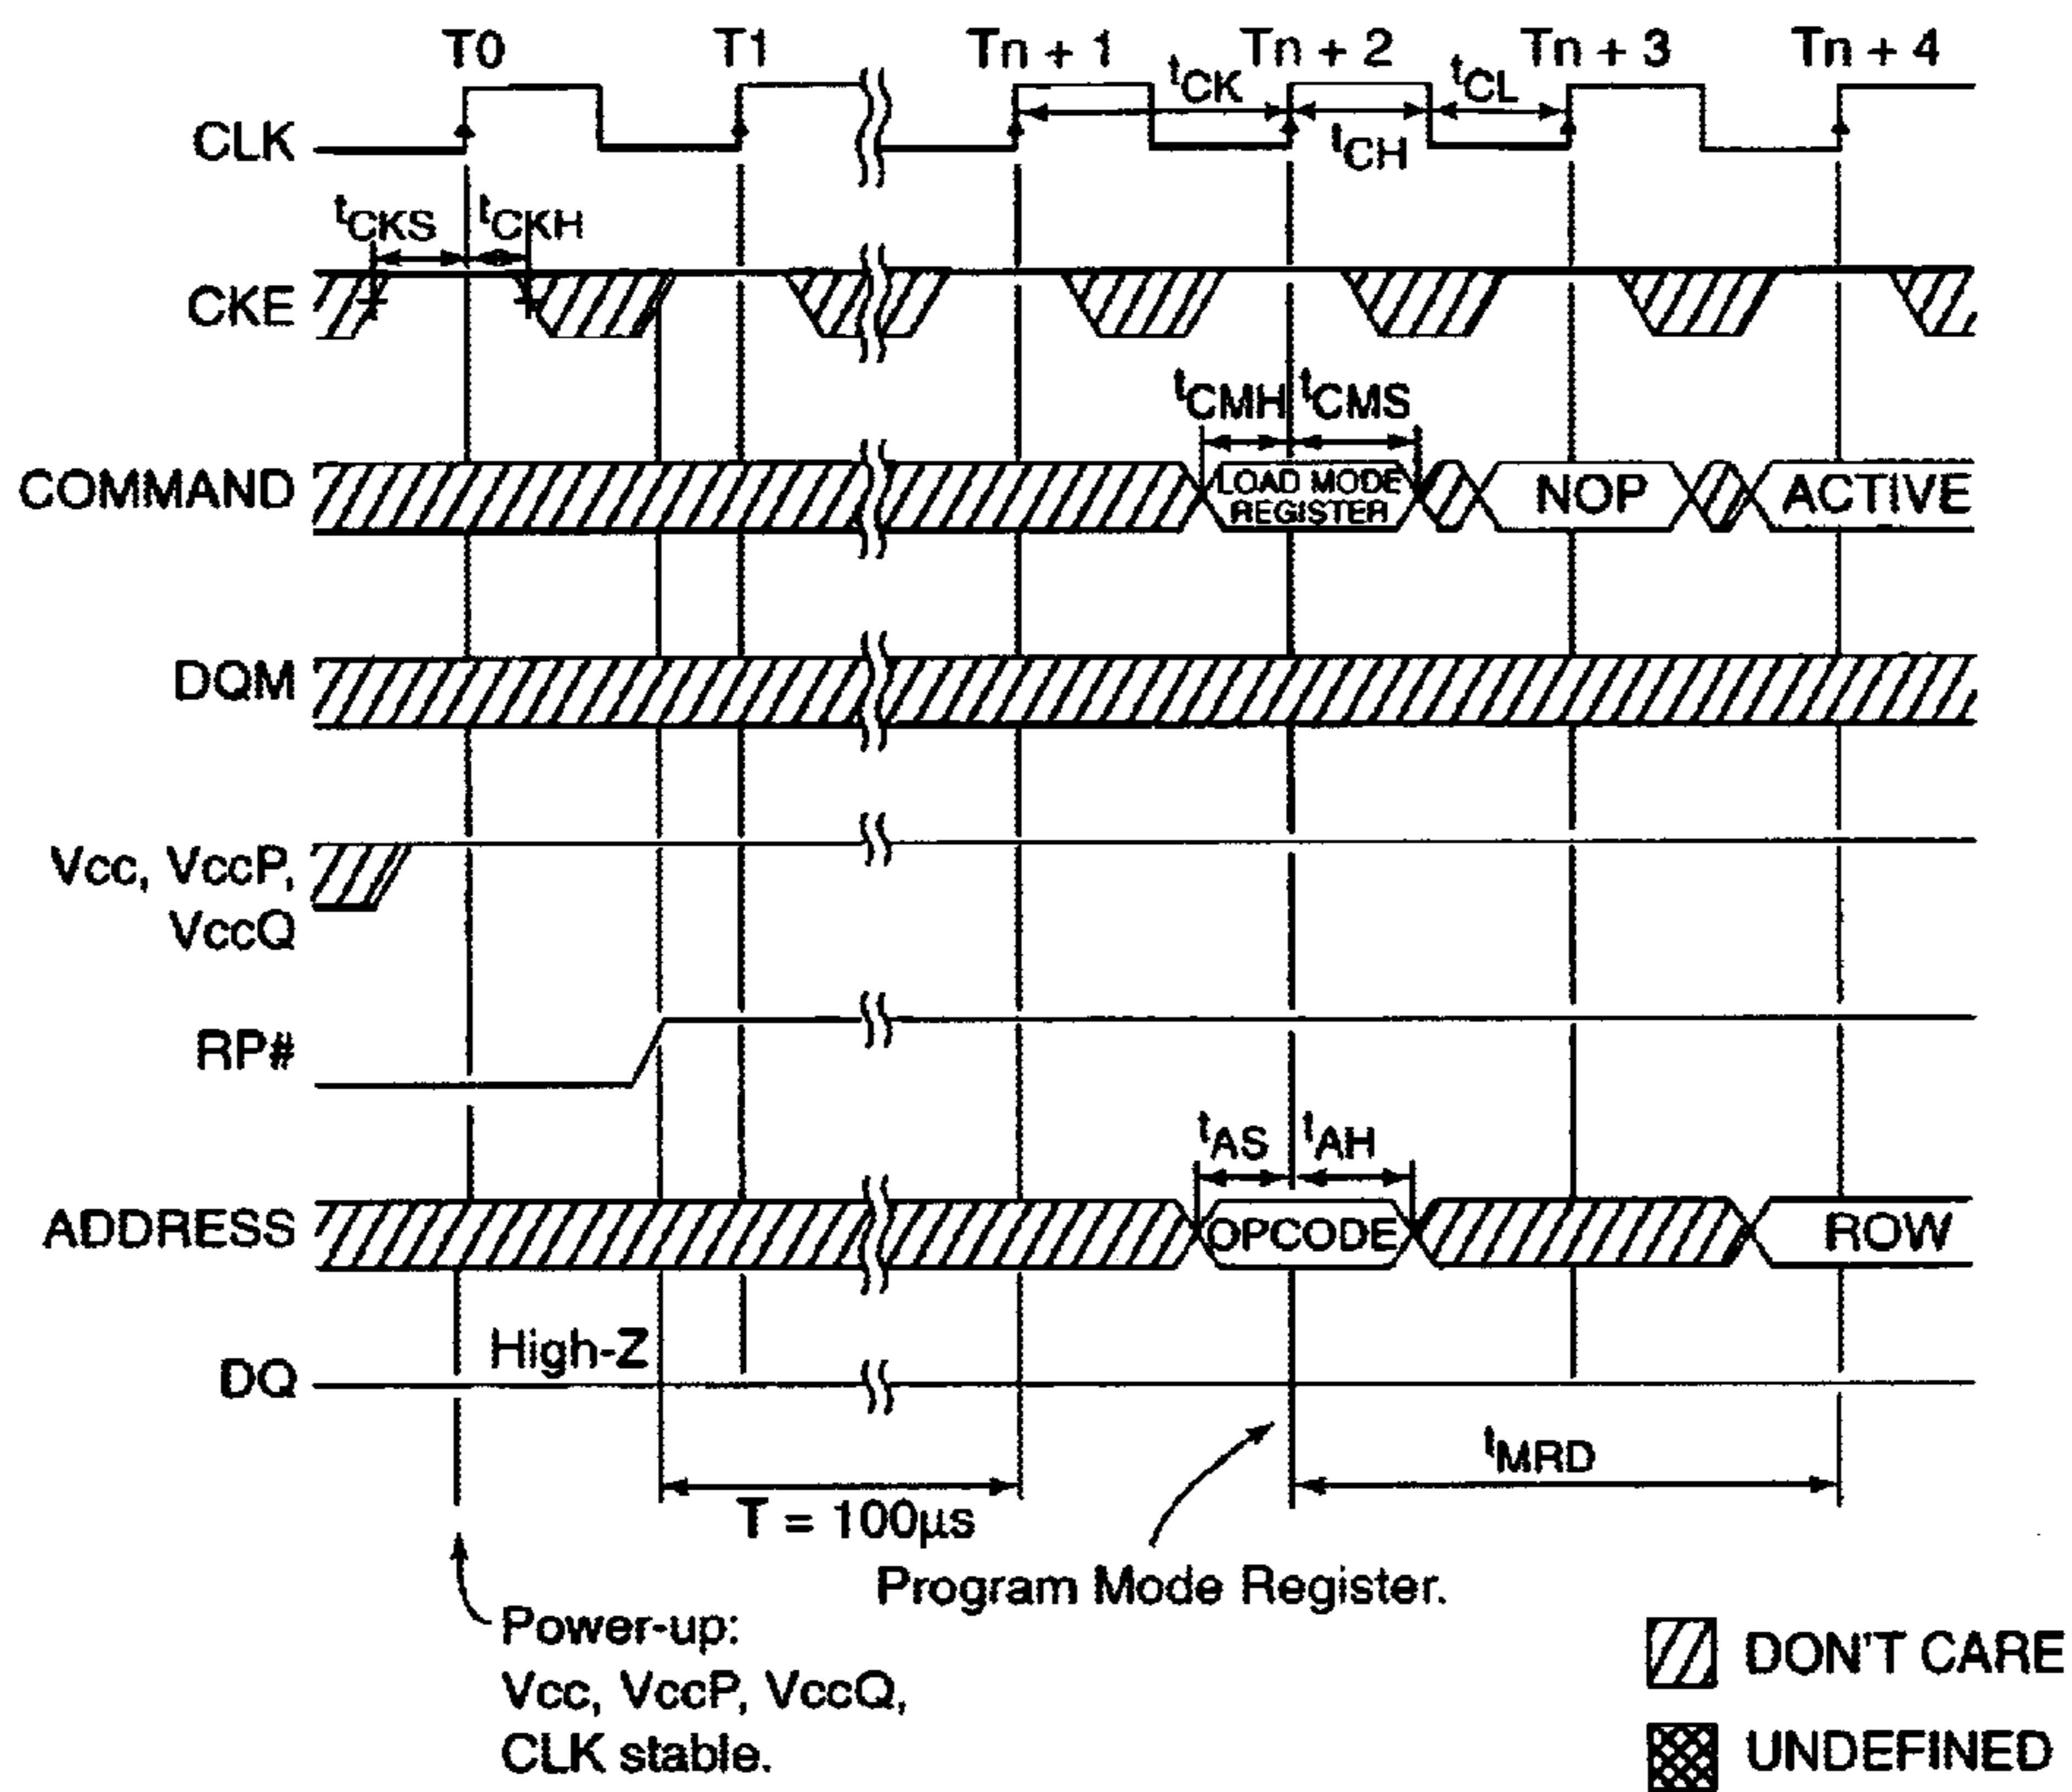 T0 T1 Tn + 1 Tn + 2 Tn + 3 Tn + 4
tCK tCL
CLK
tCH
tCKS tCKH
CKE
tCMH tCMS
COMMAND LOAD MODE REGISTER NOP ACTIVE
DQM
Vcc, VccP,
VccQ
RP#
tAS tAH
ADDRESS OPCODE ROW
High-Z
DQ
tMRD
T = 100µs
Program Mode Register.
Power-up:
Vcc, VccP, VccQ,
CLK stable.
DON'T CARE
UNDEFINED